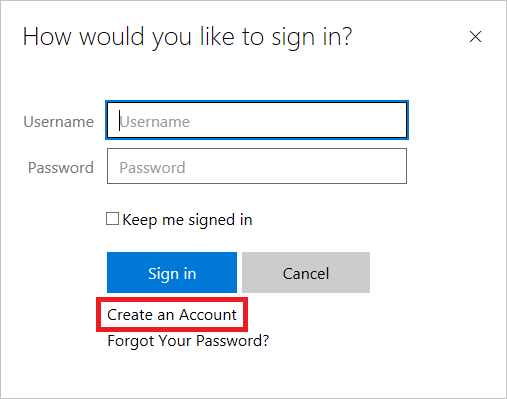 How would you like to sign in?
Username Username
Password Password
Keep me signed in
Sign in Cancel
Create an Account
Forgot Your Password?